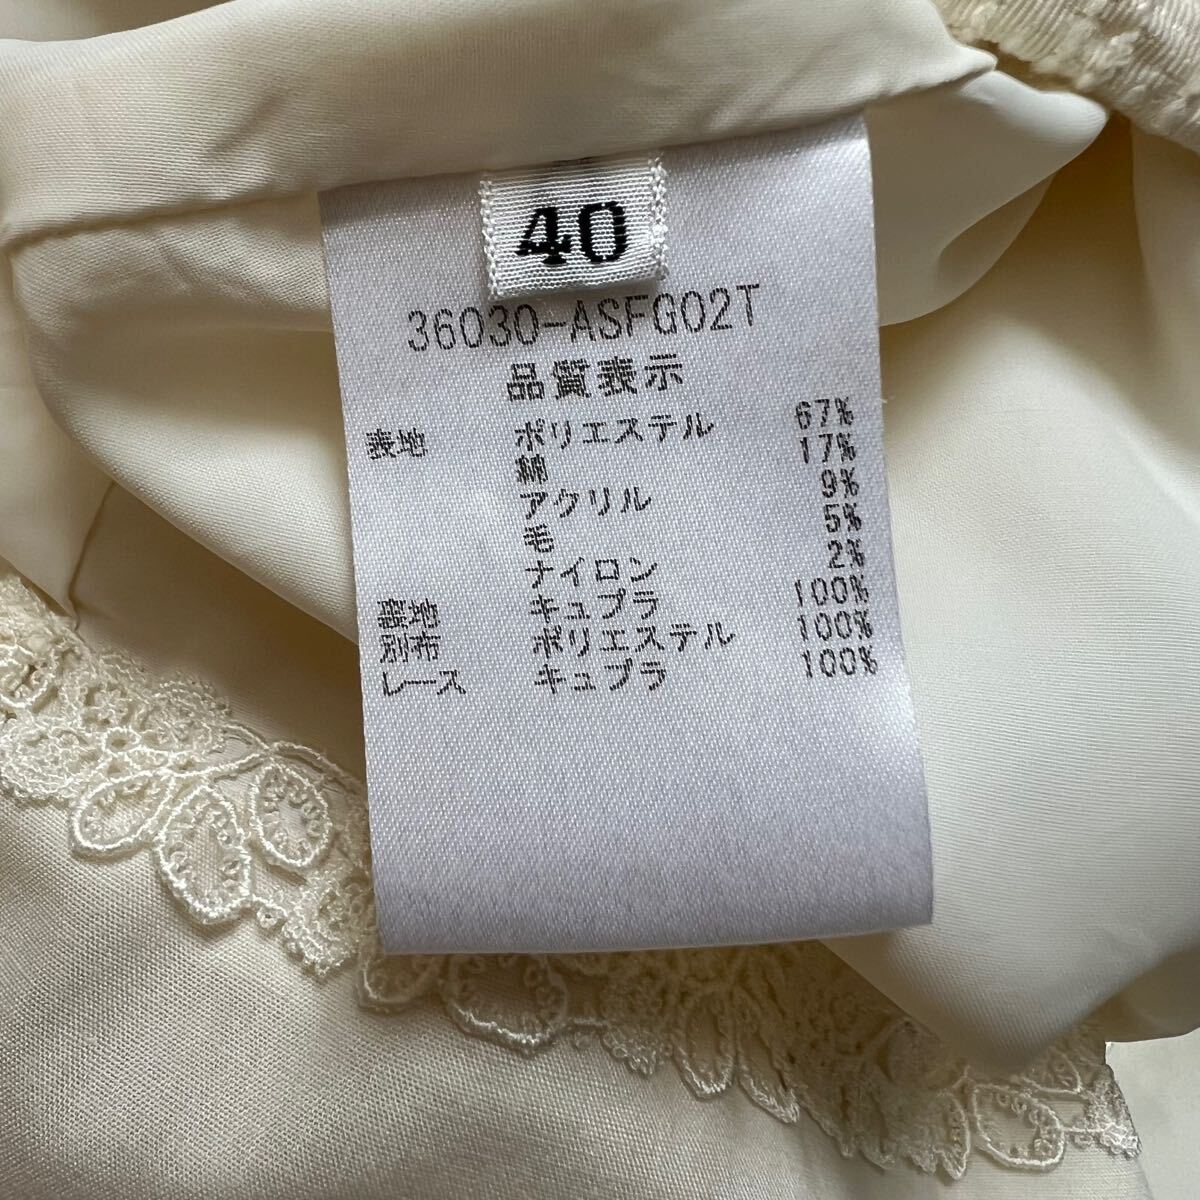 40
36030-ASFG02T
品質表示
表地 ポリエステル 67%
綿 17%
アクリル 9%
毛 5%
ナイロン 2%
裏地 キュプラ 100%
別布 ポリエステル 100%
レース キュプラ 100%